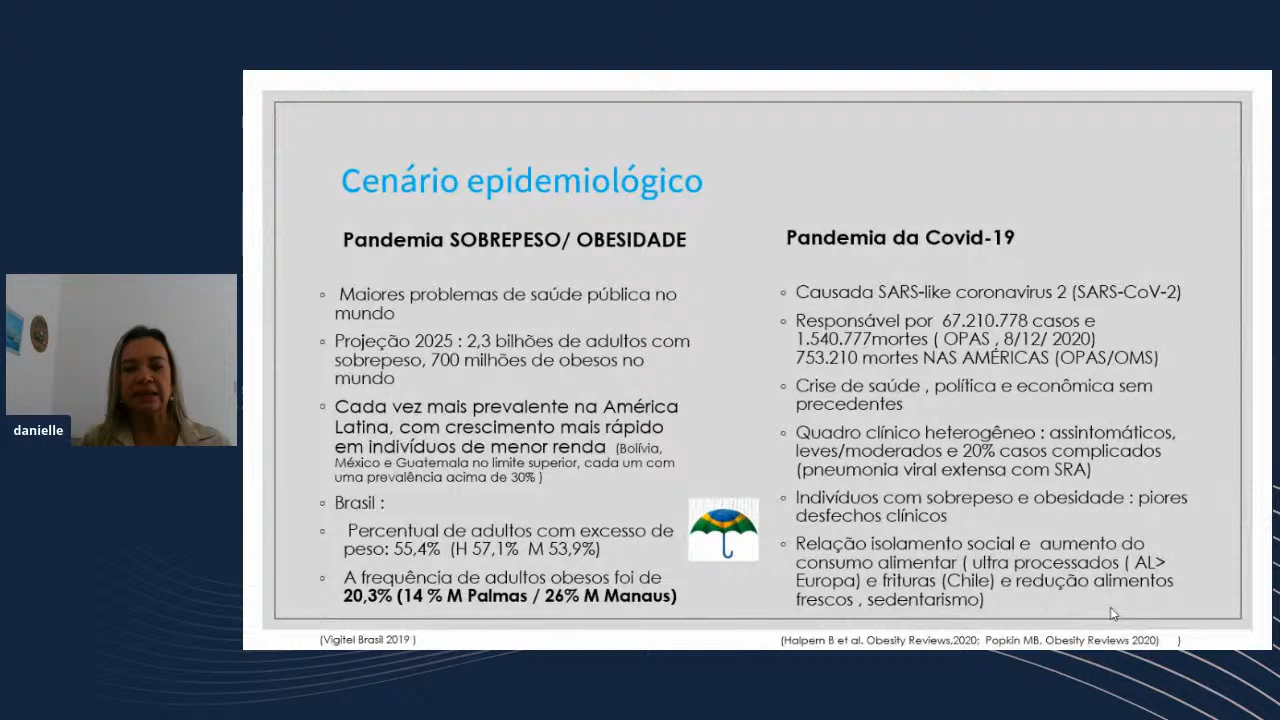 Cenário epidemiológico
Pandemia SOBREPESO/ OBESIDADE
Maiores problemas de saúde pública no
mundo
Projeção 2025 : 2,3 bilhões de adultos com
sobrepeso, 700 milhões de obesos no
mundo
Cada vez mais prevalente na América
Latina, com crescimento mais rápido
em indivíduos de menor renda (Bolívia,
México e Guatemala no limite superior, cada um com
uma prevalência acima de 30% )
Brasil :
Percentual de adultos com excesso de
peso: 55,4% (H 57,1% M 53,9%)
A frequência de adultos obesos foi de
20,3% (14 % M Palmas / 26% M Manaus)
(Vigitel Brasil 2019 )
Pandemia da Covid-19
Causada SARS-like coronavirus 2 (SARS-CoV-2)
Responsável por 67.210.778 casos e
1.540.777mortes ( OPAS , 8/12/ 2020)
753.210 mortes NAS AMÉRICAS (OPAS/OMS)
Crise de saúde , política e econômica sem
precedentes
Quadro clínico heterogêneo : assintomáticos,
leves/moderados e 20% casos complicados
(pneumonia viral extensa com SRA)
Indivíduos com sobrepeso e obesidade : piores
desfechos clínicos
Relação isolamento social e aumento do
consumo alimentar ( ultra processados ( AL>
Europa) e frituras (Chile) e redução alimentos
frescos , sedentarismo)
(Halpern B et al. Obesity Reviews,2020; Popkin MB, Obesity Reviews 2020) )
danielle